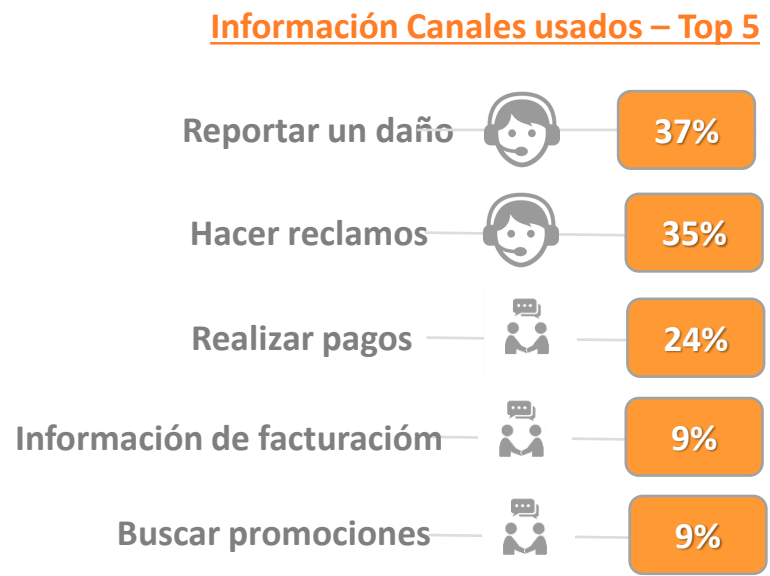 Información Canales usados – Top 5
Reportar un daño 37%
Hacer reclamos 35%
Realizar pagos 24%
Información de facturacióm 9%
Buscar promociones 9%